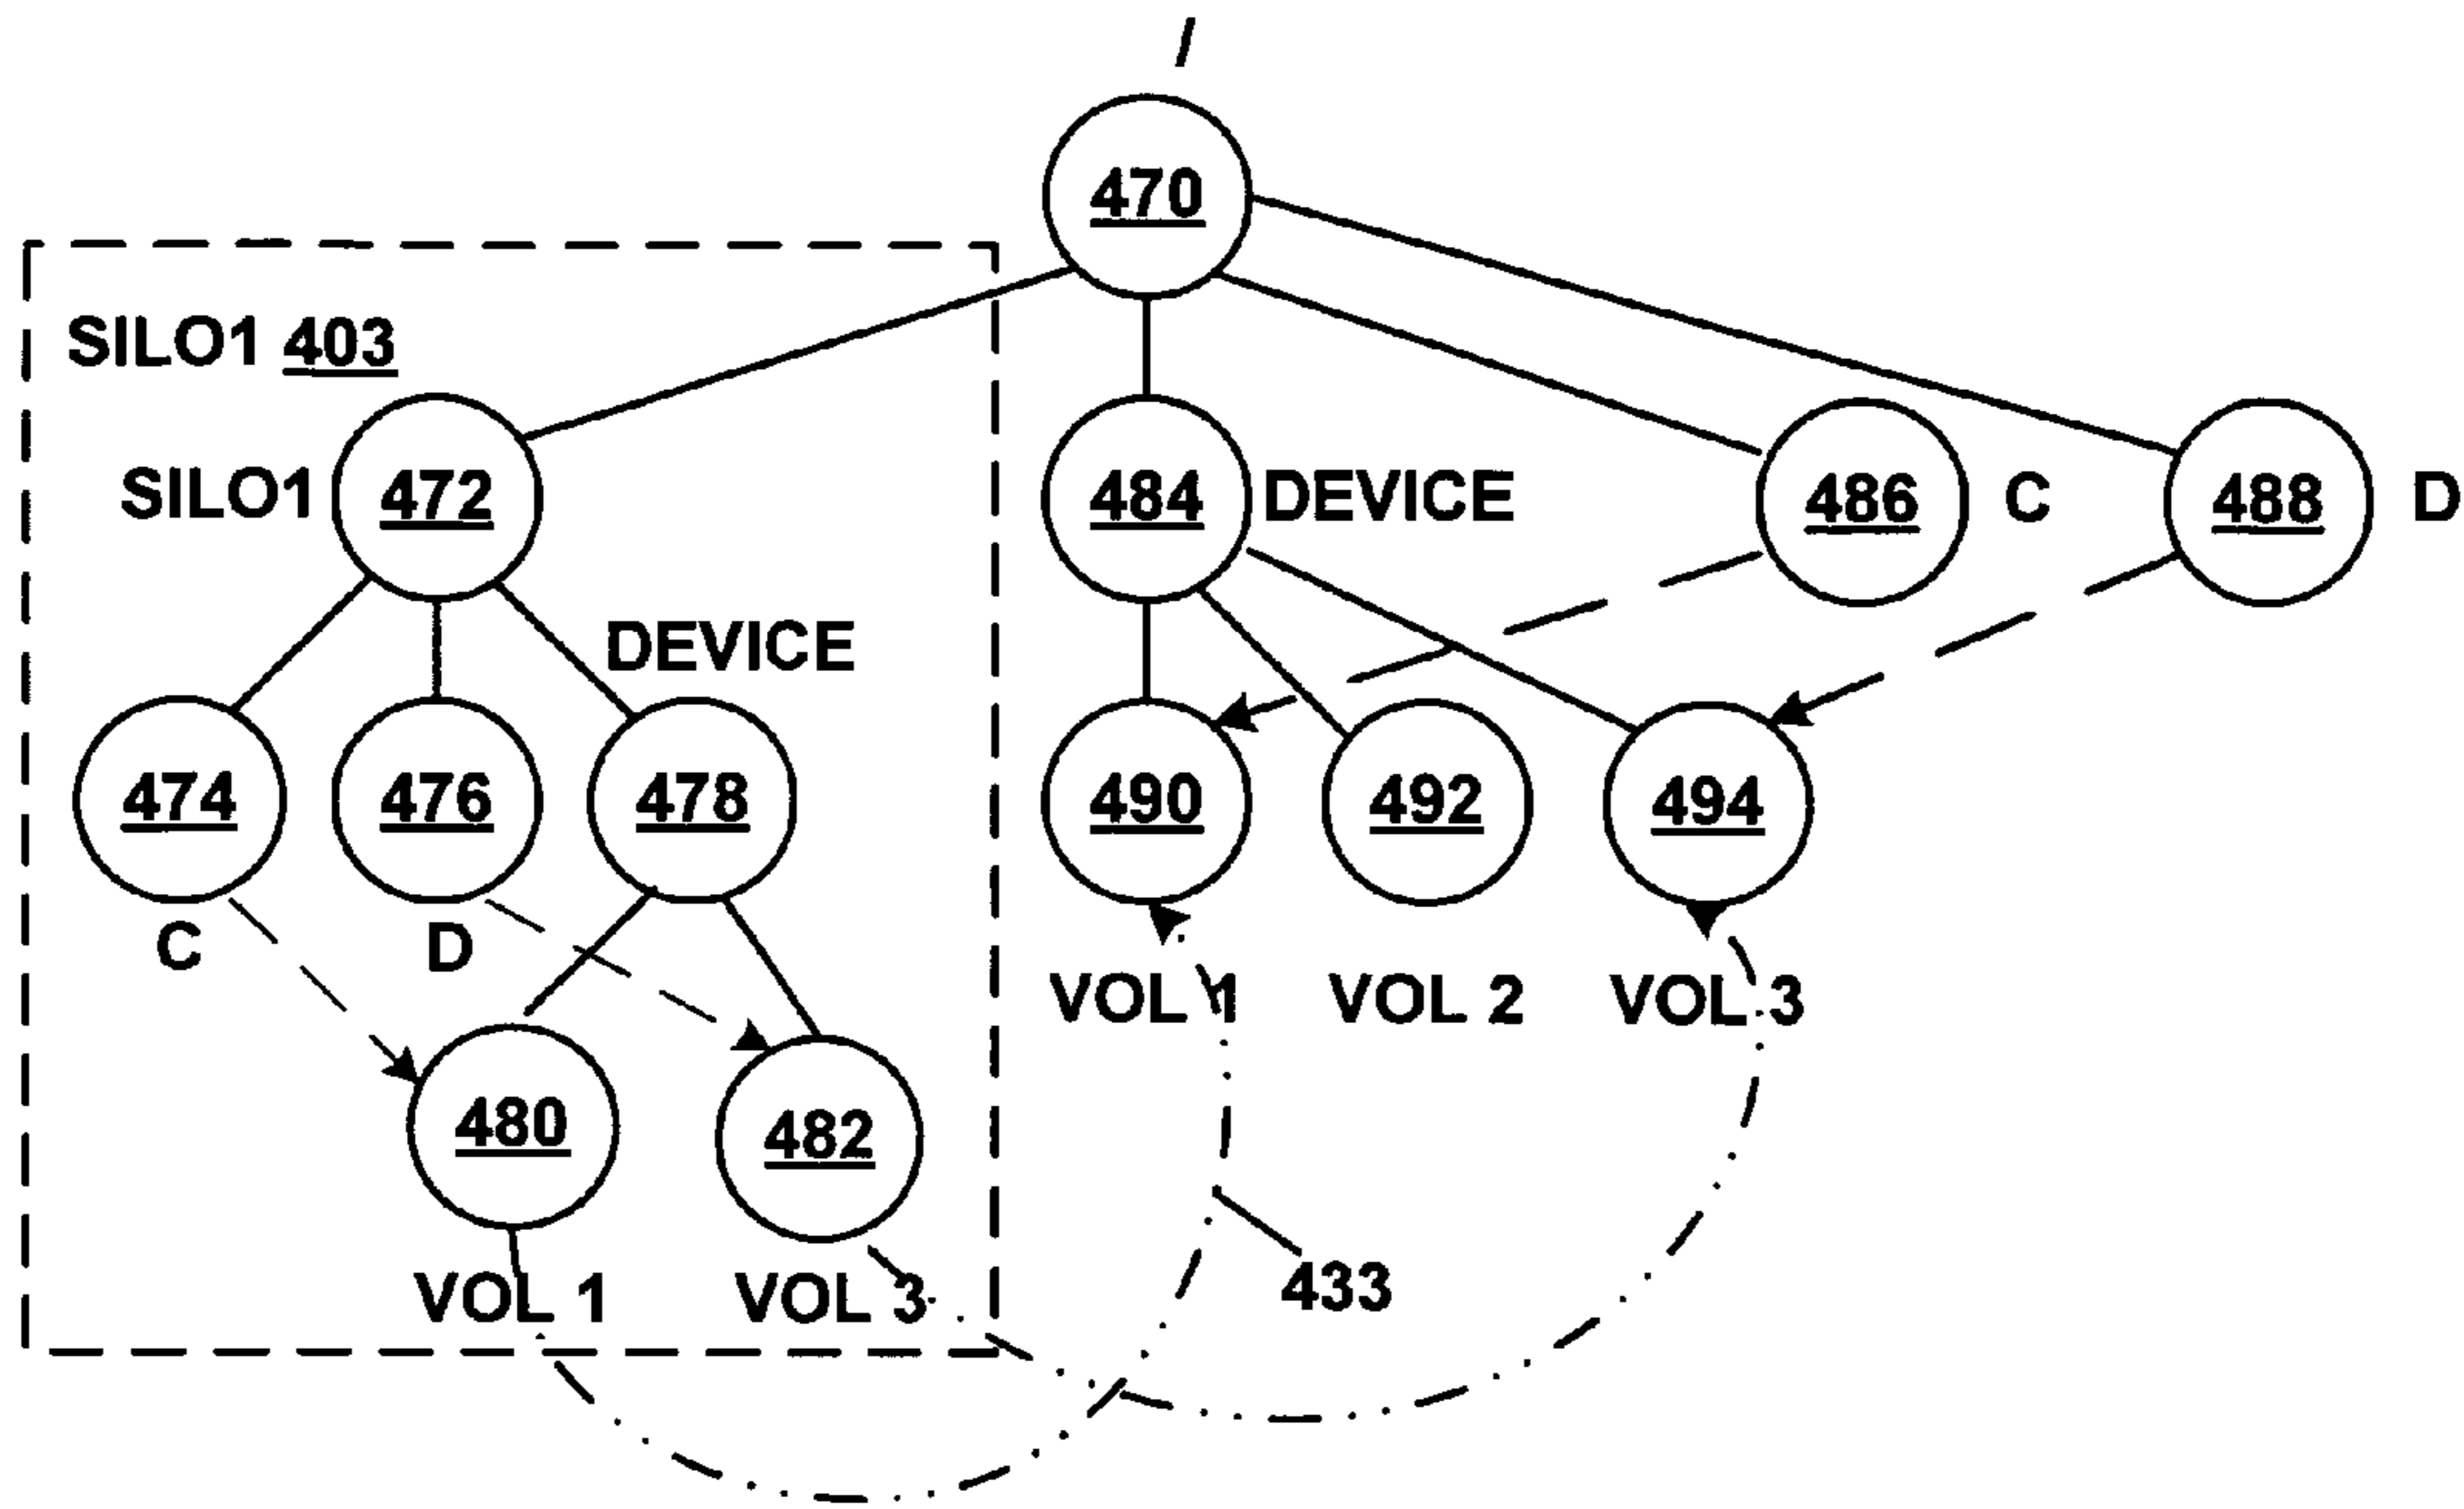 /
470
SILO1 403
SILO1 472
484 DEVICE
486 C
488 D
DEVICE
474
476
478
490
492
494
C
D
VOL 1
VOL 2
VOL 3
480
482
VOL 1
VOL 3
433